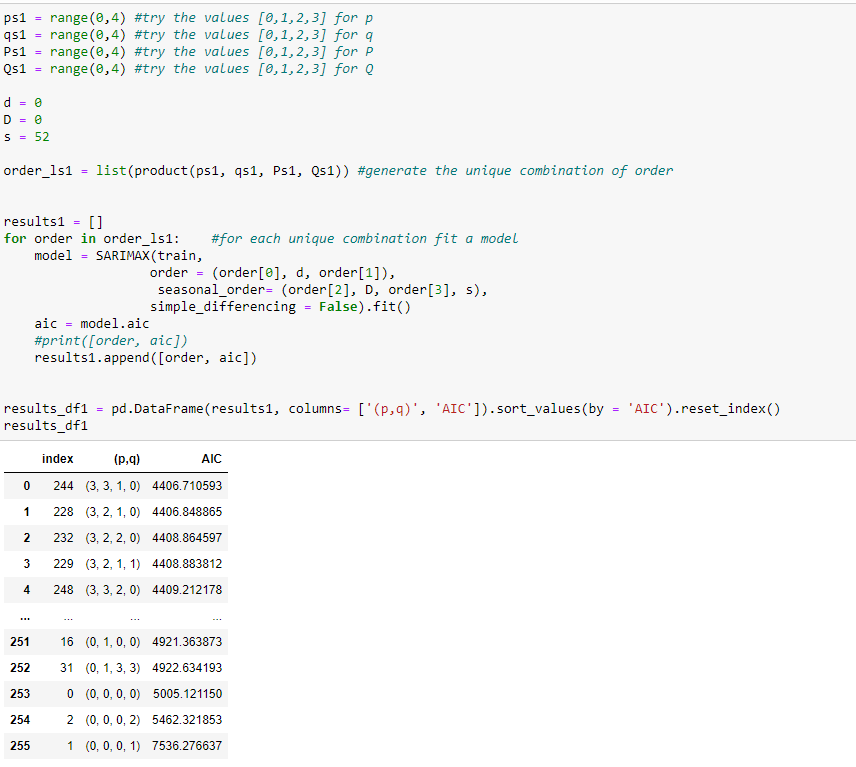 ps1 = range(0,4) #try the values [0,1,2,3] for p
qs1 = range(0,4) #try the values [0,1,2,3] for q
Ps1 = range(0,4) #try the values [0,1,2,3] for P
Qs1 = range(0,4) #try the values [0,1,2,3] for Q
d = 0
D = 0
s = 52
order_ls1 = list(product(ps1, qs1, Ps1, Qs1)) #generate the unique combination of order
results1 = []
for order in order_ls1:    #for each unique combination fit a model
    model = SARIMAX(train,
                   order = (order[0], d, order[1]),
                    seasonal_order= (order[2], D, order[3], s),
                   simple_differencing = False).fit()
    aic = model.aic
    #print([order, aic])
    results1.append([order, aic])
results_df1 = pd.DataFrame(results1, columns= ['(p,q)', 'AIC']).sort_values(by = 'AIC').reset_index()
results_df1
index (p,q) AIC
0 244 (3, 3, 1, 0) 4406.710593
1 228 (3, 2, 1, 0) 4406.848865
2 232 (3, 2, 2, 0) 4408.864597
3 229 (3, 2, 1, 1) 4408.883812
4 248 (3, 3, 2, 0) 4409.212178
... ... ... ...
251 16 (0, 1, 0, 0) 4921.363873
252 31 (0, 1, 3, 3) 4922.634193
253 0 (0, 0, 0, 0) 5005.121150
254 2 (0, 0, 0, 2) 5462.321853
255 1 (0, 0, 0, 1) 7536.276637